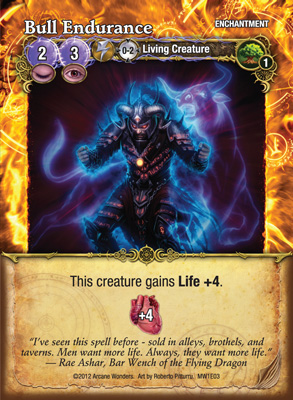 Bull Endurance
ENCHANTMENT
2 3 0-2 Living Creature
1
This creature gains Life +4.
+4
"I've seen this spell before - sold in alleys, brothels, and
taverns. Men want more life. Always, they want more life."
— Rae Ashar, Bar Wench of the Flying Dragon
©2012 Arcane Wonders. Art by Roberto Pitturru. MW1E03